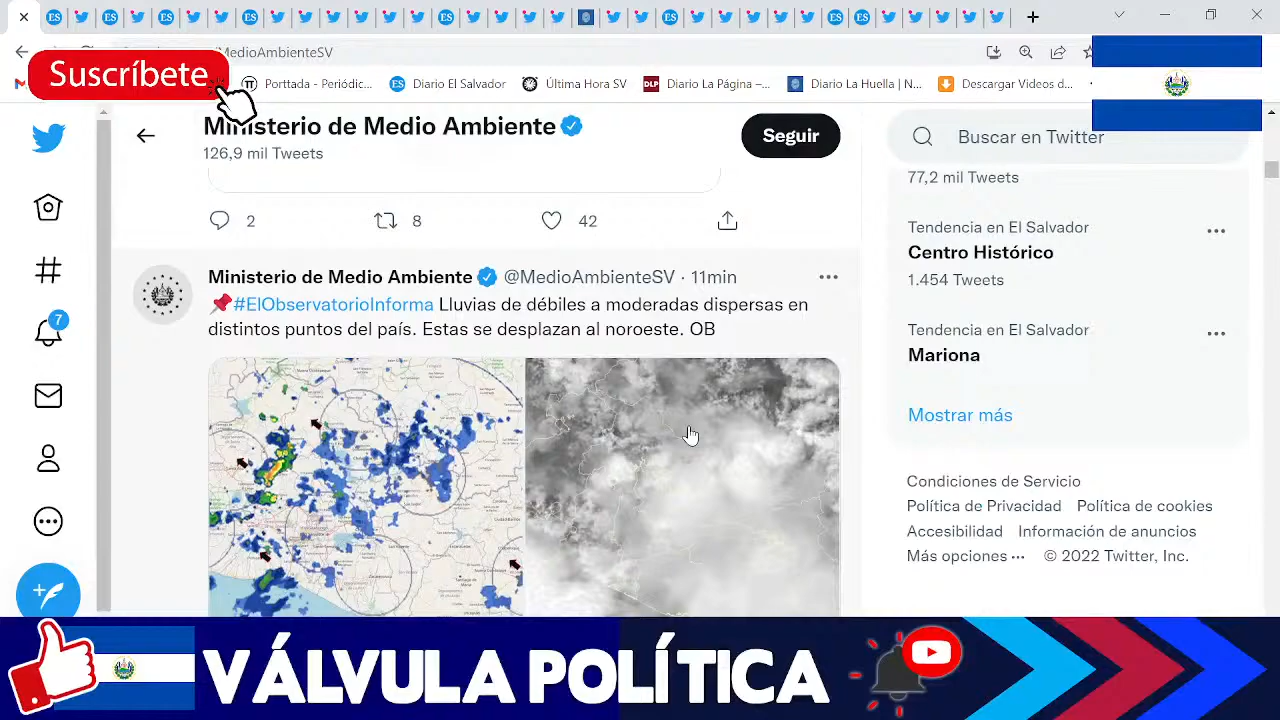 MedioAmbienteSV
Suscríbete
Porttada - Periódic...
Diario El Salvador
Última Hora SV
DLP
Diario La Página –...
Diario La Huella | N...
Descargar Videos d...
Ministerio de Medio Ambiente
126,9 mil Tweets
Seguir
Buscar en Twitter
77,2 mil Tweets
2
8
42
Tendencia en El Salvador
Centro Histórico
1.454 Tweets
Ministerio de Medio Ambiente @MedioAmbienteSV · 11min
#ElObservatorioInforma Lluvias de débiles a moderadas dispersas en
distintos puntos del país. Estas se desplazan al noroeste. OB
Tendencia en El Salvador
Mariona
7
Mostrar más
Condiciones de Servicio
Política de Privacidad Política de cookies
Accesibilidad Información de anuncios
Más opciones ··· © 2022 Twitter, Inc.
VÁLVULA POLÍTICA